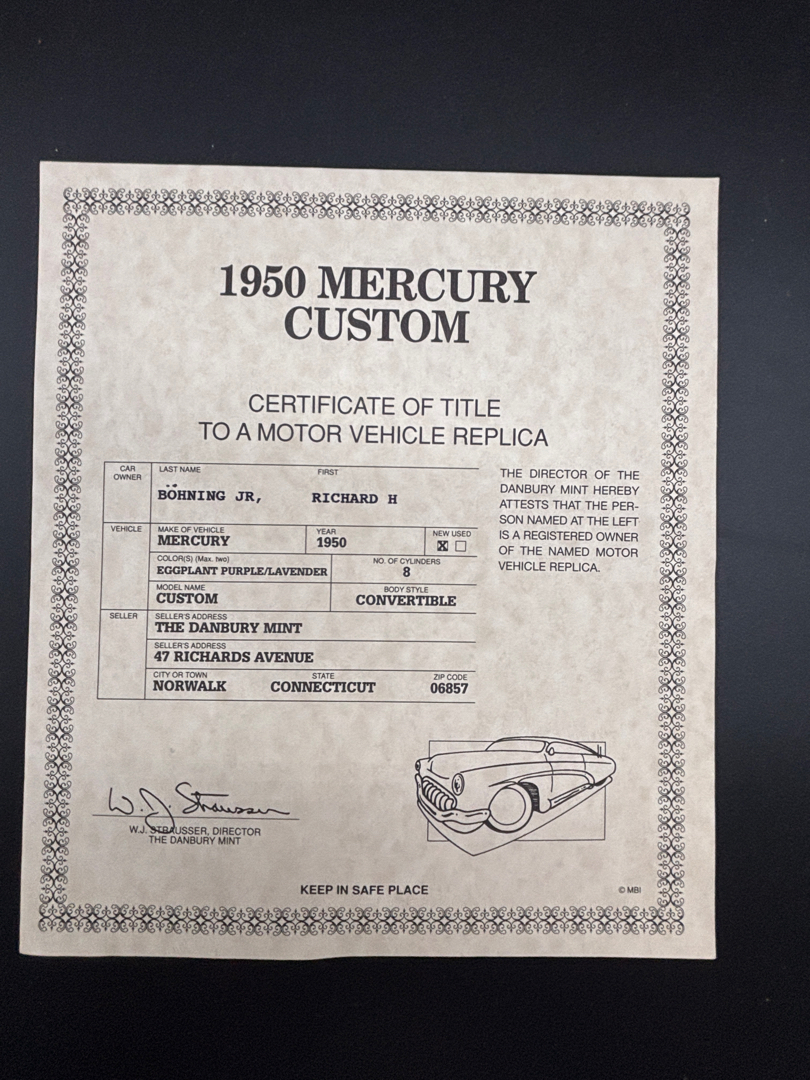 1950 MERCURY
CUSTOM
CERTIFICATE OF TITLE
TO A MOTOR VEHICLE REPLICA
CAR
OWNER
LAST NAME FIRST
BÖHNING JR, RICHARD H
VEHICLE
MAKE OF VEHICLE YEAR NEW USED
MERCURY 1950 X
COLOR(S) (Max. two) NO. OF CYLINDERS
EGGPLANT PURPLE/LAVENDER 8
MODEL NAME BODY STYLE
CUSTOM CONVERTIBLE
SELLER
SELLER'S ADDRESS
THE DANBURY MINT
SELLER'S ADDRESS
47 RICHARDS AVENUE
CITY OR TOWN STATE ZIP CODE
NORWALK CONNECTICUT 06857
THE DIRECTOR OF THE
DANBURY MINT HEREBY
ATTESTS THAT THE PER-
SON NAMED AT THE LEFT
IS A REGISTERED OWNER
OF THE NAMED MOTOR
VEHICLE REPLICA.
W.J. Strausser
W.J. STRAUSSER, DIRECTOR
THE DANBURY MINT
KEEP IN SAFE PLACE
© MBI